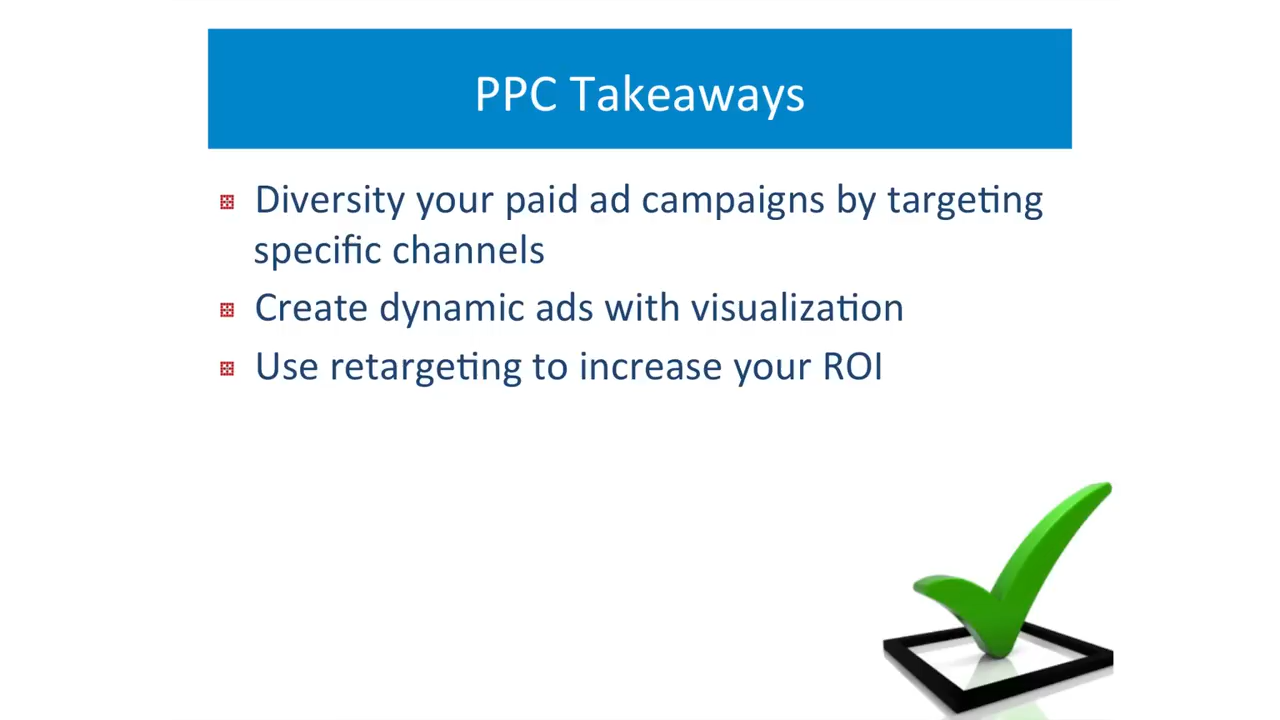 PPC Takeaways
Diversity your paid ad campaigns by targeting
specific channels
Create dynamic ads with visualization
Use retargeting to increase your ROI